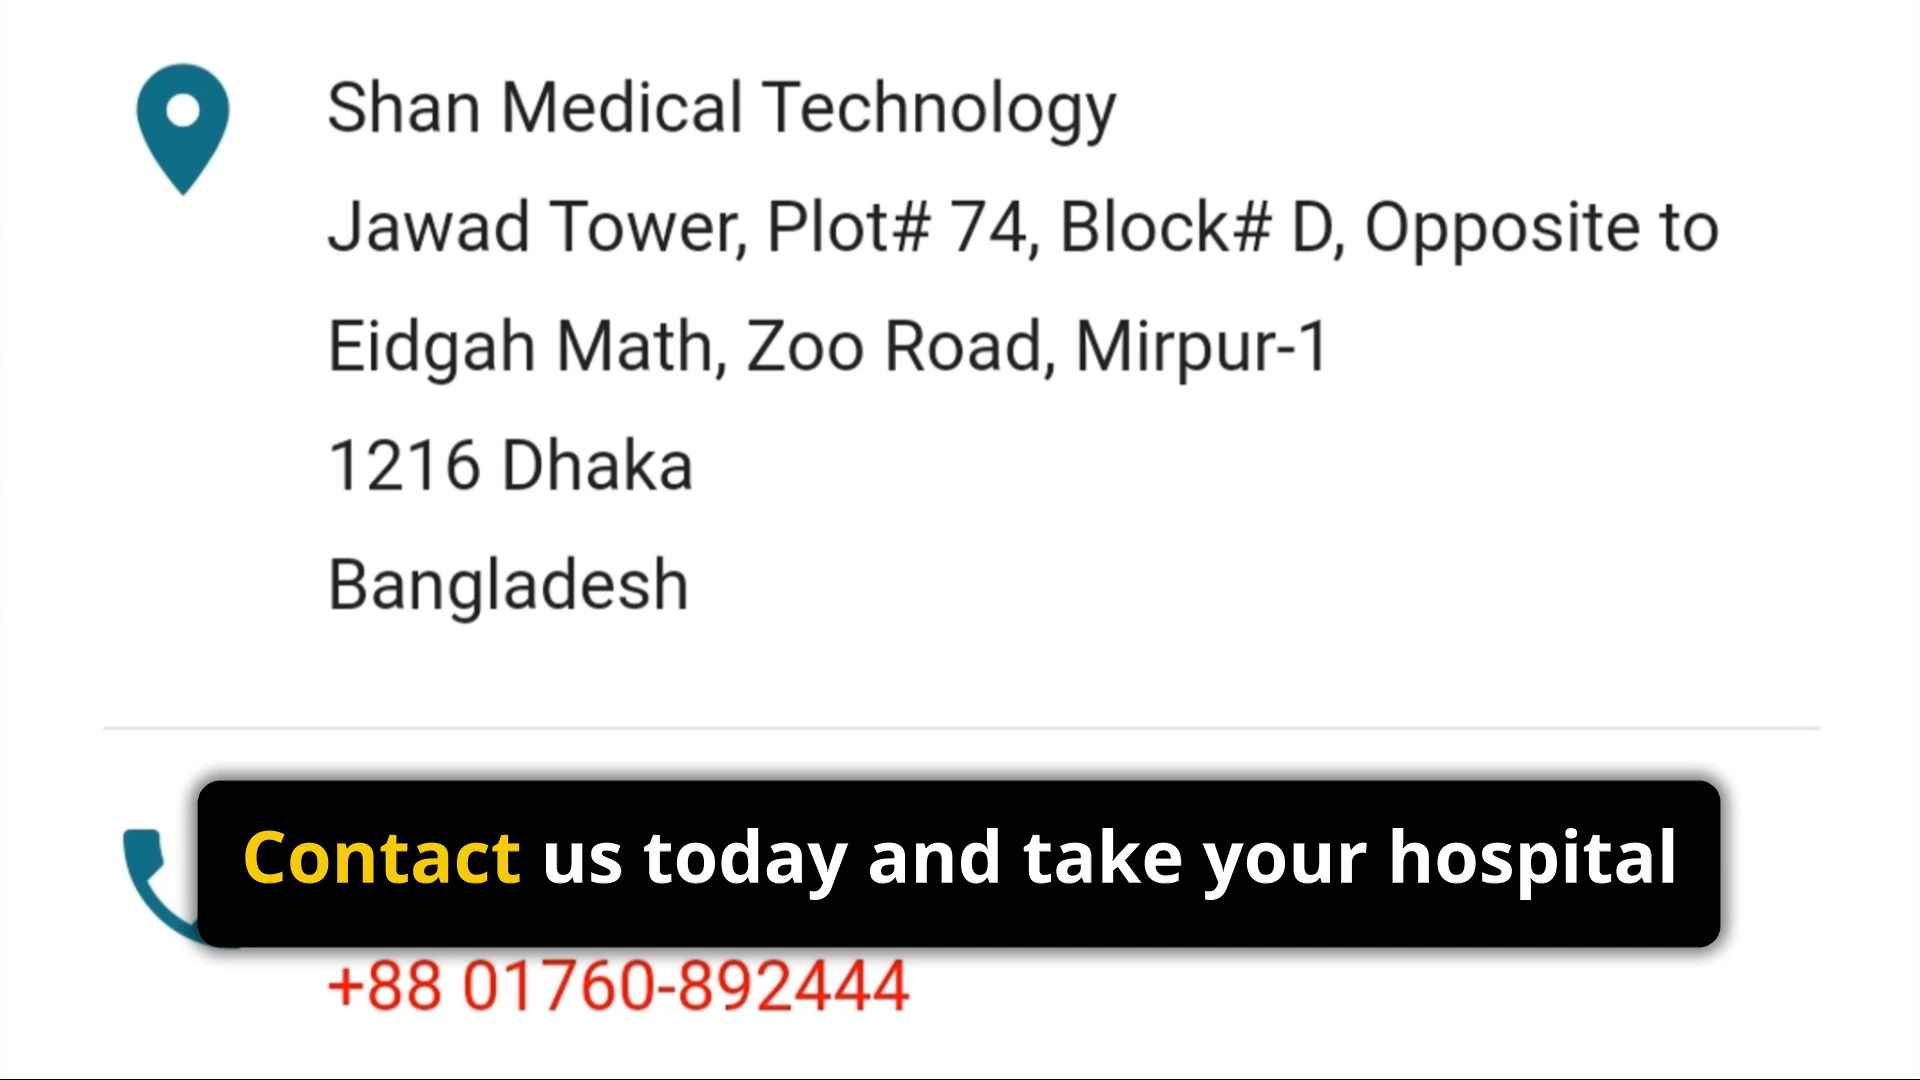 Shan Medical Technology
Jawad Tower, Plot# 74, Block# D, Opposite to
Eidgah Math, Zoo Road, Mirpur-1
1216 Dhaka
Bangladesh
Contact us today and take your hospital
+88 01760-892444